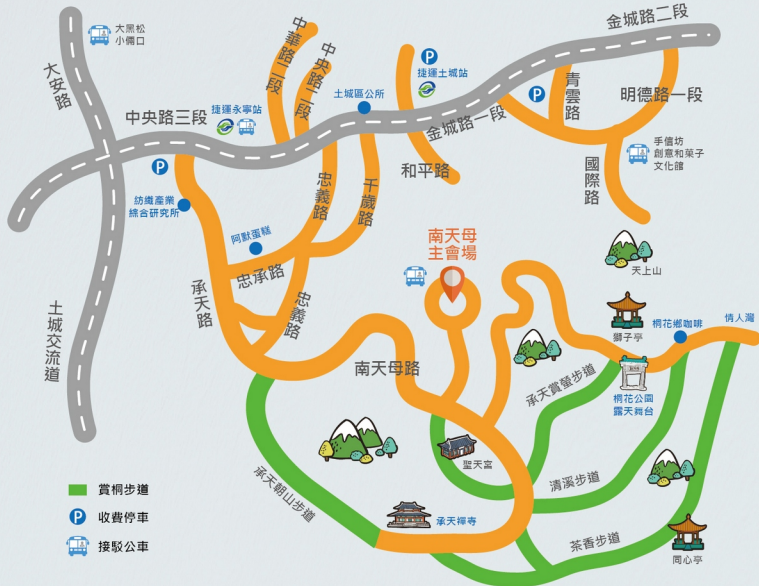 金城路二段
大黑松
小倆口
中華路二段
中央路二段
P
捷運土城站
大安路
土城區公所
青雲路
明德路一段
P
捷運永寧站
中央路三段
金城路一段
手信坊
創意和菓子
文化館
P
和平路
國際路
忠義路
千歲路
紡織產業
綜合研究所
阿默蛋糕
南天母
主會場
天上山
忠承路
承天路
忠義路
土城交流道
獅子亭
桐花鄉咖啡
情人灣
南天母路
承天賞螢步道
桐花公園
露天舞台
聖天宮
清溪步道
承天朝山步道
賞桐步道
P
收費停車
接駁公車
承天禪寺
茶香步道
同心亭